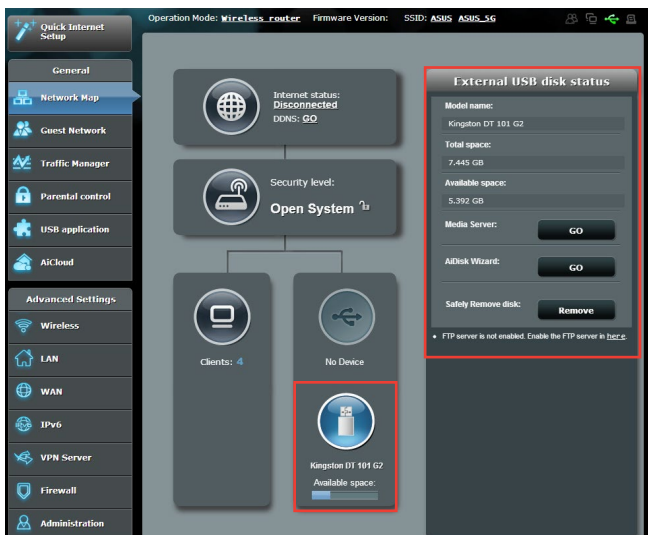 Operation Mode: Wireless router Firmware Version: SSID: ASUS ASUS_5G
Quick Internet
Setup
General
Network Map
Guest Network
Traffic Manager
Parental control
USB application
AiCloud
Advanced Settings
Wireless
LAN
WAN
IPv6
VPN Server
Firewall
Administration
Internet status:
Disconnected
DDNS: GO
Security level:
Open System
Clients: 4
No Device
Kingston DT 101 G2
Available space:
External USB disk status
Model name:
Kingston DT 101 G2
Total space:
7.445 GB
Available space:
5.392 GB
Media Server:
GO
AiDisk Wizard:
GO
Safely Remove disk:
Remove
• FTP server is not enabled. Enable the FTP server in here.